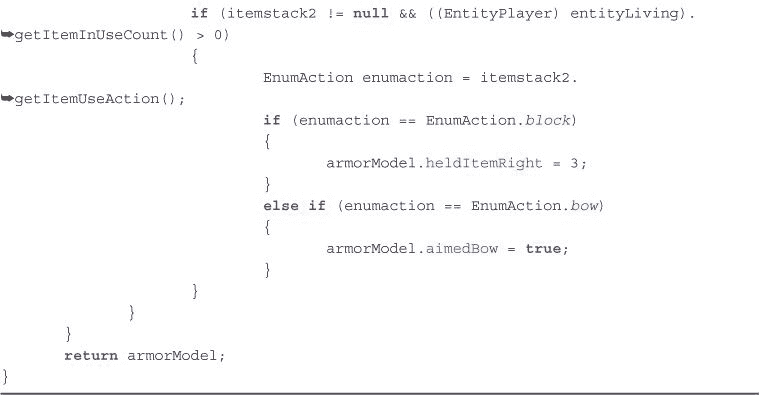 if (itemstack2 != null && ((EntityPlayer) entityLiving).
➥getItemInUseCount() > 0)
{
EnumAction enumaction = itemstack2.
➥getItemUseAction();
if (enumaction == EnumAction.block)
{
armorModel.heldItemRight = 3;
}
else if (enumaction == EnumAction.bow)
{
armorModel.aimedBow = true;
}
}
}
}
return armorModel;
}